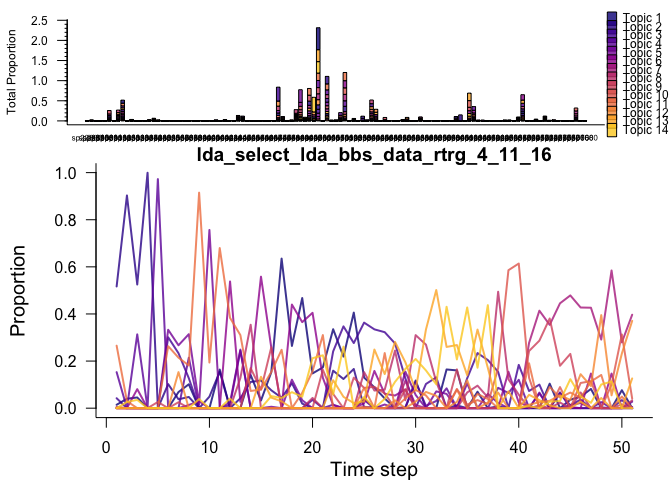 Total Proportion
2.5
2.0
1.5
1.0
0.5
0.0
Topic 1
Topic 2
Topic 3
Topic 4
Topic 5
Topic 6
Topic 7
Topic 8
Topic 9
Topic 10
Topic 11
Topic 12
Topic 13
Topic 14
lda_select_lda_bbs_data_rtrg_4_11_16
Proportion
1.0
0.8
0.6
0.4
0.2
0.0
0 10 20 30 40 50
Time step